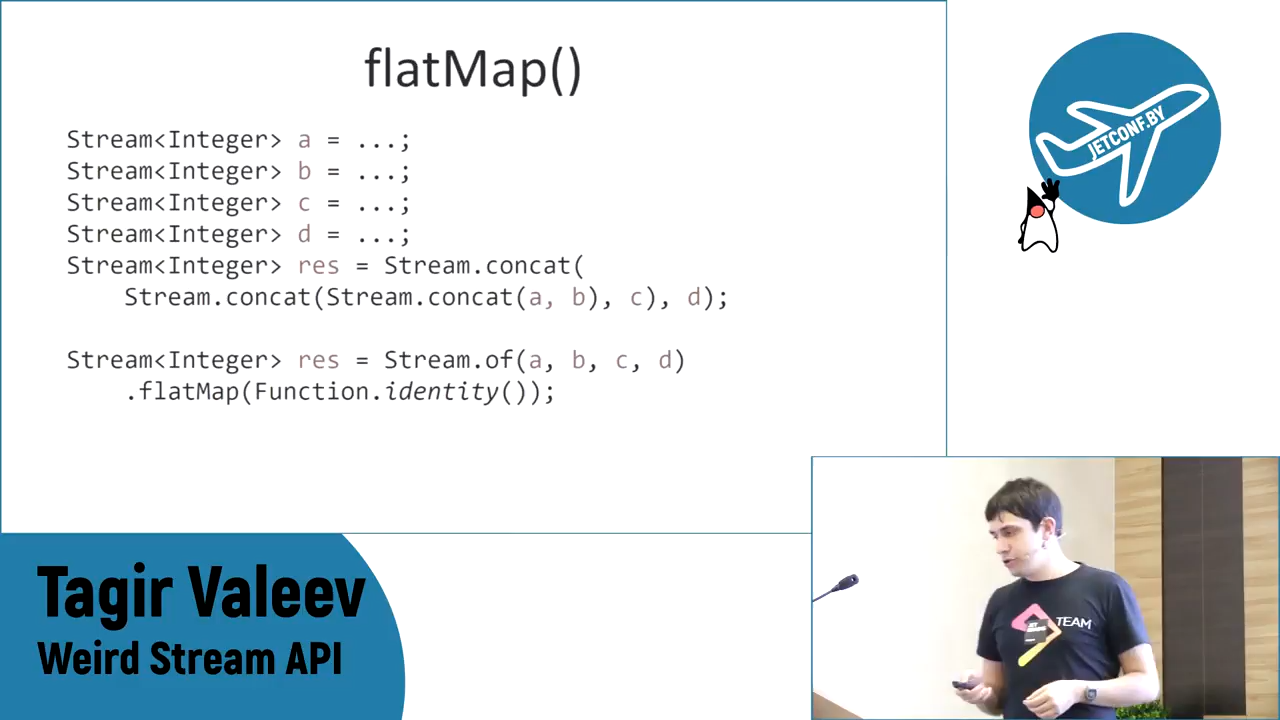 flatMap()
Stream<Integer> a = ...;
Stream<Integer> b = ...;
Stream<Integer> c = ...;
Stream<Integer> d = ...;
Stream<Integer> res = Stream.concat(
Stream.concat(Stream.concat(a, b), c), d);
Stream<Integer> res = Stream.of(a, b, c, d)
.flatMap(Function.identity());
JETCONF.BY
Tagir Valeev
Weird Stream API
TEAM
JET